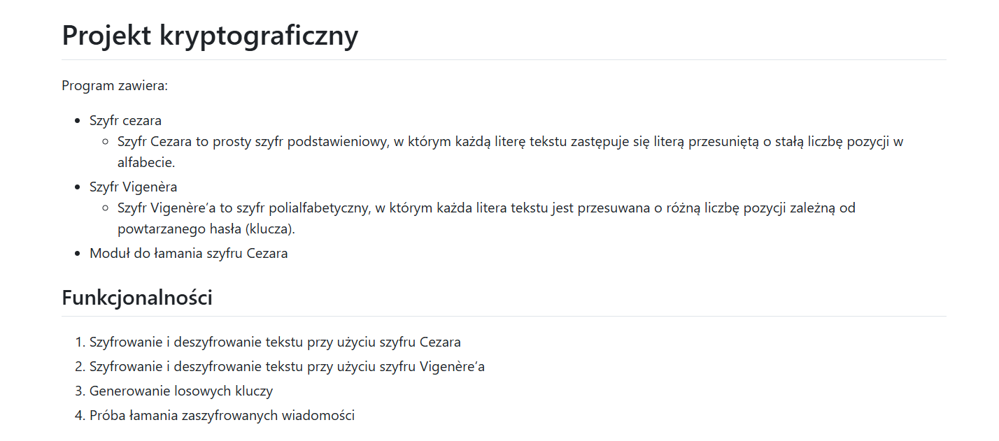 Projekt kryptograficzny
Program zawiera:
Szyfr cezara
Szyfr Cezara to prosty szyfr podstawieniowy, w którym każdą literę tekstu zastępuje się literą przesuniętą o stałą liczbę pozycji w
alfabecie.
Szyfr Vigenèra
Szyfr Vigenère’a to szyfr polialfabetyczny, w którym każda litera tekstu jest przesuwana o różną liczbę pozycji zależną od
powtarzanego hasła (klucza).
Moduł do łamania szyfru Cezara
Funkcjonalności
1. Szyfrowanie i deszyfrowanie tekstu przy użyciu szyfru Cezara
2. Szyfrowanie i deszyfrowanie tekstu przy użyciu szyfru Vigenère’a
3. Generowanie losowych kluczy
4. Próba łamania zaszyfrowanych wiadomości